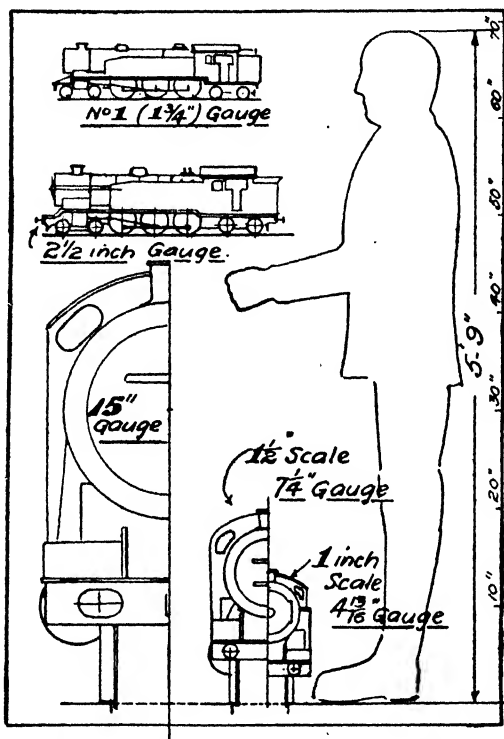 Nº 1 (1¾") Gauge
2½ inch Gauge.
15"
Gauge
1½" Scale
7¼" Gauge
1 inch
Scale
4 13/16" Gauge
5'-9"
70"
60"
50"
40"
30"
20"
10"